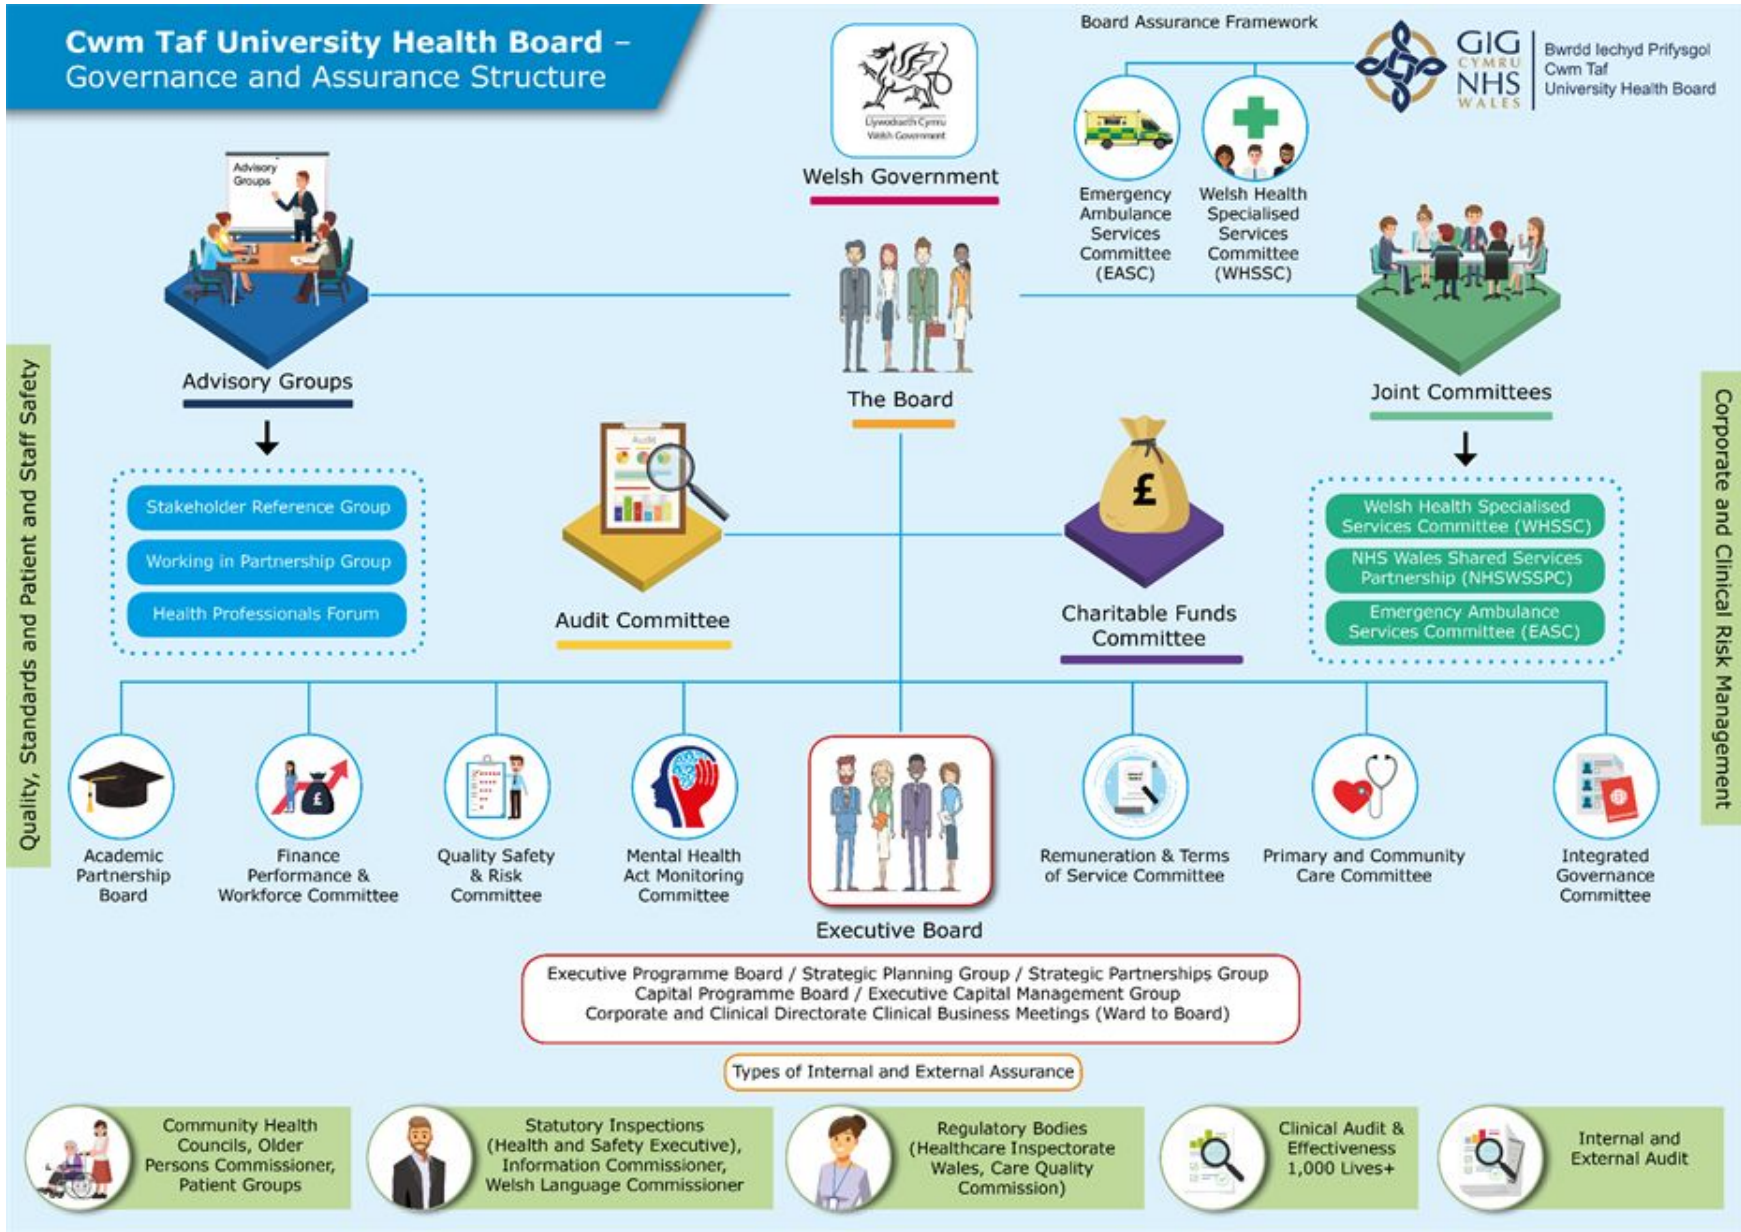 Cwm Taf University Health Board –
Governance and Assurance Structure
Llywodraeth Cymru
Welsh Government
Welsh Government
Board Assurance Framework
GIG
CYMRU
NHS
WALES
Bwrdd Iechyd Prifysgol
Cwm Taf
University Health Board
Emergency
Ambulance
Services
Committee
(EASC)
Welsh Health
Specialised
Services
Committee
(WHSSC)
Advisory
Groups
Advisory Groups
The Board
Joint Committees
Quality, Standards and Patient and Staff Safety
Corporate and Clinical Risk Management
Stakeholder Reference Group
Working in Partnership Group
Health Professionals Forum
Audit
Audit Committee
£
Charitable Funds
Committee
Welsh Health Specialised
Services Committee (WHSSC)
NHS Wales Shared Services
Partnership (NHSWSSPC)
Emergency Ambulance
Services Committee (EASC)
Academic
Partnership
Board
£
Finance
Performance &
Workforce Committee
Quality Safety
& Risk
Committee
Mental Health
Act Monitoring
Committee
Executive Board
Remuneration & Terms
of Service Committee
Primary and Community
Care Committee
Integrated
Governance
Committee
Executive Programme Board / Strategic Planning Group / Strategic Partnerships Group
Capital Programme Board / Executive Capital Management Group
Corporate and Clinical Directorate Clinical Business Meetings (Ward to Board)
Types of Internal and External Assurance
Community Health
Councils, Older
Persons Commissioner,
Patient Groups
Statutory Inspections
(Health and Safety Executive),
Information Commissioner,
Welsh Language Commissioner
Regulatory Bodies
(Healthcare Inspectorate
Wales, Care Quality
Commission)
Clinical Audit &
Effectiveness
1,000 Lives+
Internal and
External Audit